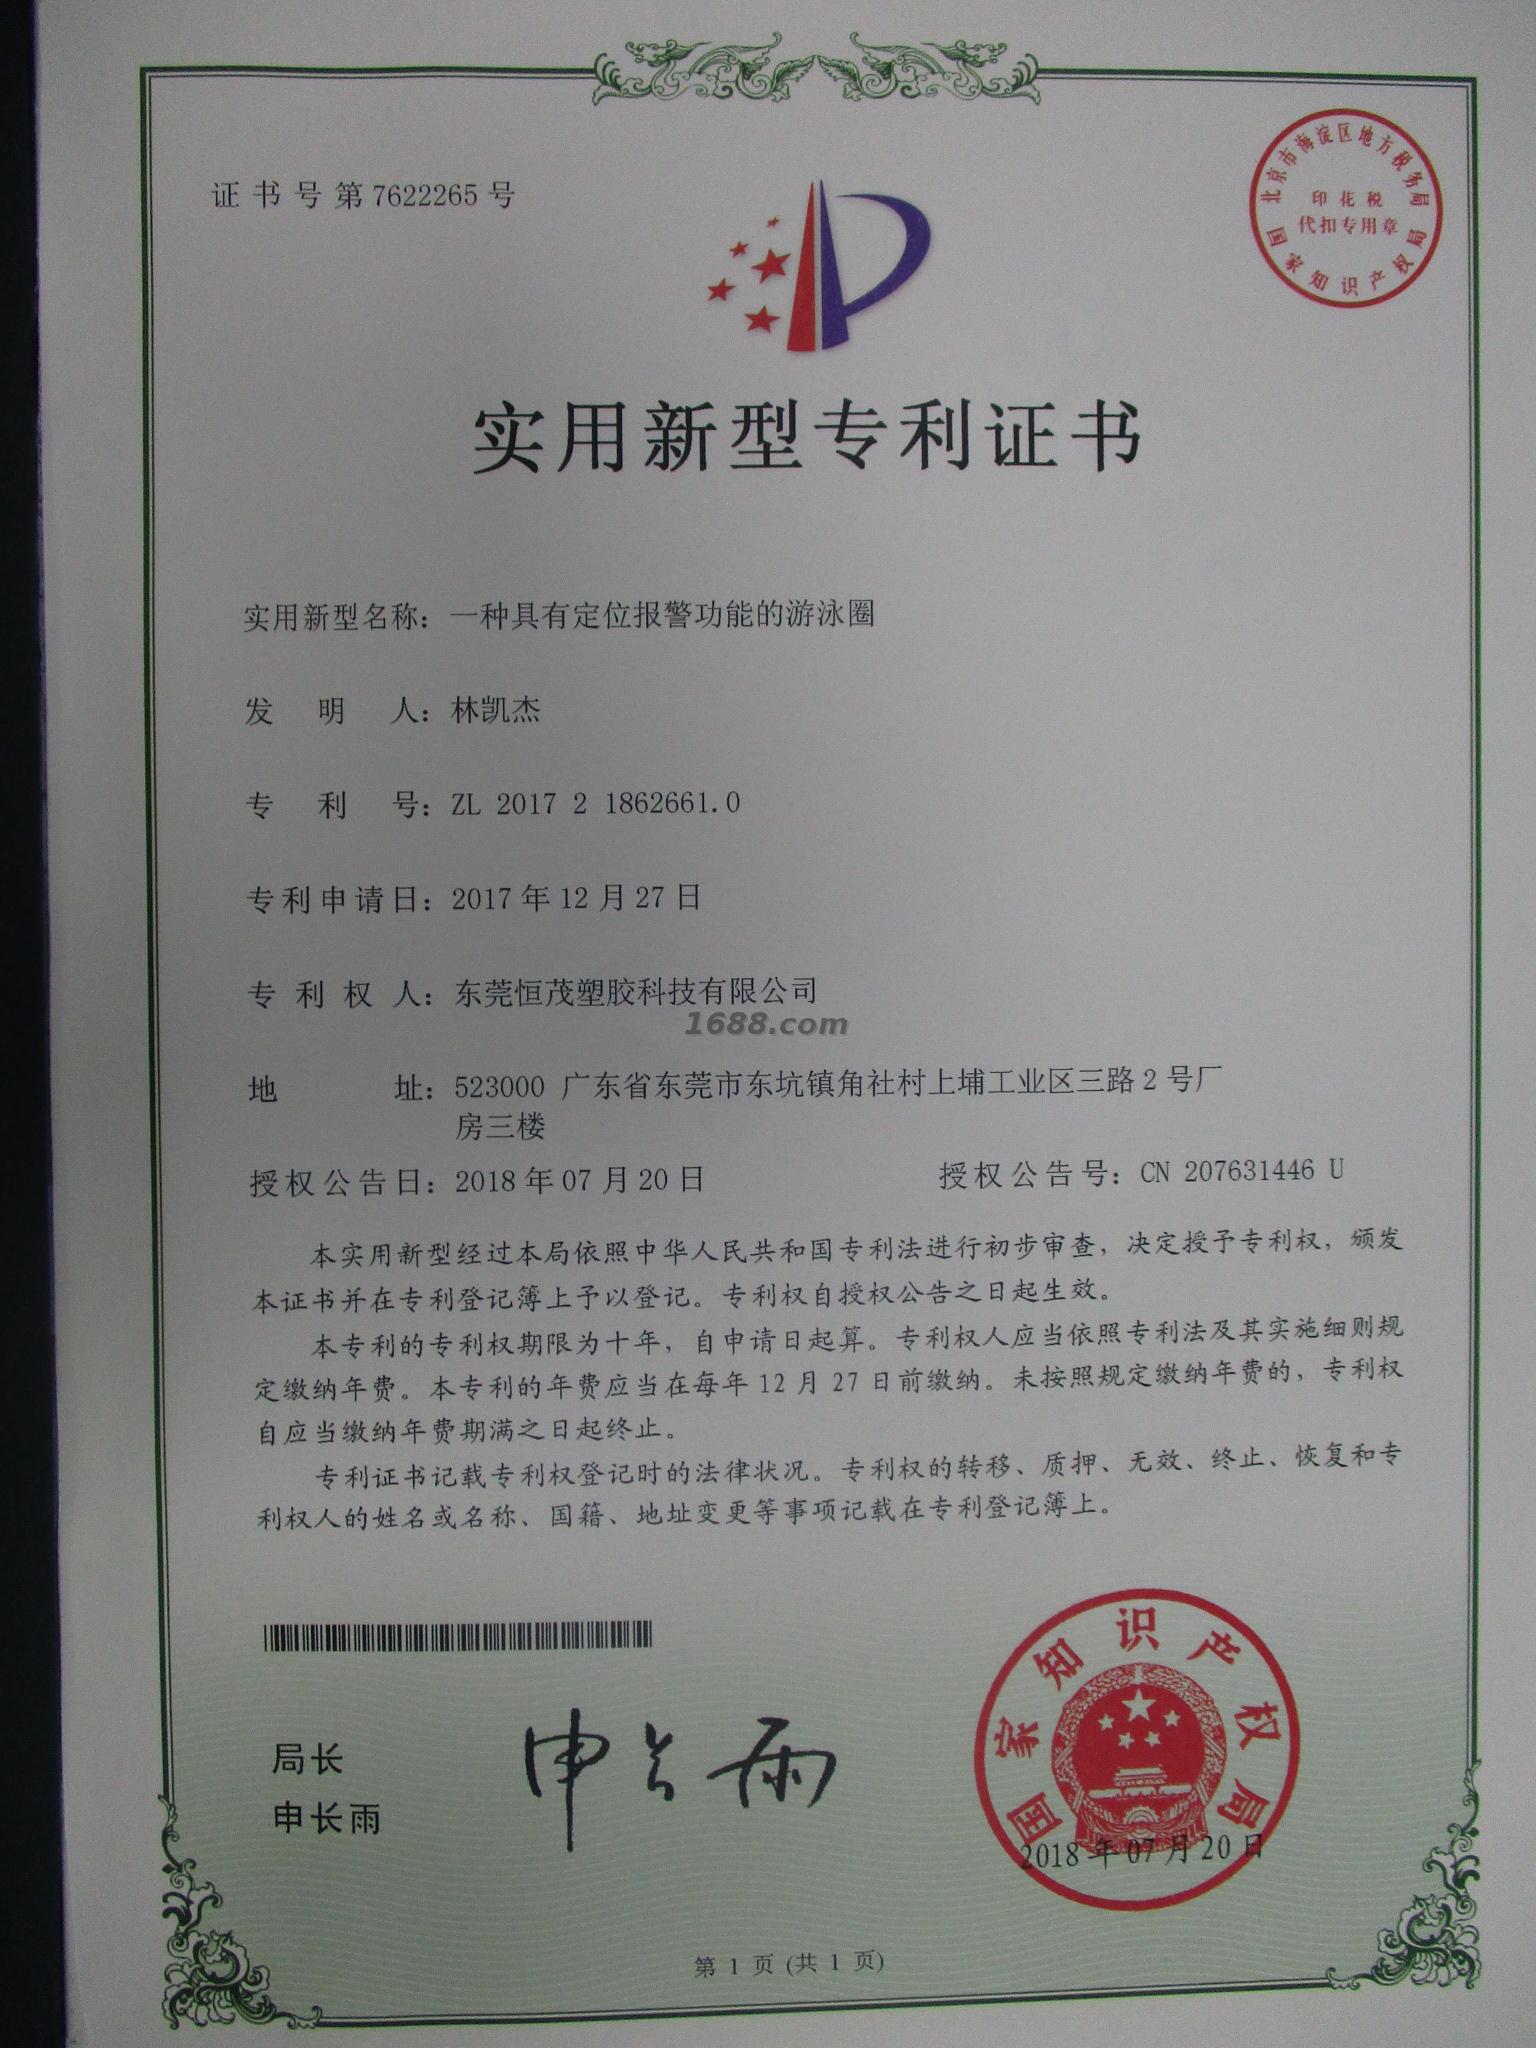 证书号第7622265号
北京市海淀区地方税务局
印花税
代扣专用章
国家知识产权局
实用新型专利证书
实用新型名称：一种具有定位报警功能的游泳圈
发明人：林凯杰
专利号：ZL 2017 2 1862661.0
专利申请日：2017年12月27日
专利权人：东莞恒茂塑胶科技有限公司
1688.com
地址：523000 广东省东莞市东坑镇角社村上埔工业区三路2号厂
房三楼
授权公告日：2018年07月20日 授权公告号：CN 207631446 U
本实用新型经过本局依照中华人民共和国专利法进行初步审查，决定授予专利权，颁发
本证书并在专利登记簿上予以登记。专利权自授权公告之日起生效。
本专利的专利权期限为十年，自申请日起算。专利权人应当依照专利法及其实施细则规
定缴纳年费。本专利的年费应当在每年12月27日前缴纳。未按照规定缴纳年费的，专利权
自应当缴纳年费期满之日起终止。
专利证书记载专利权登记时的法律状况。专利权的转移、质押、无效、终止、恢复和专
利权人的姓名或名称、国籍、地址变更等事项记载在专利登记簿上。
局长
申长雨
申长雨
国家知识产权局
2018年07月20日
第 1 页 (共 1 页)